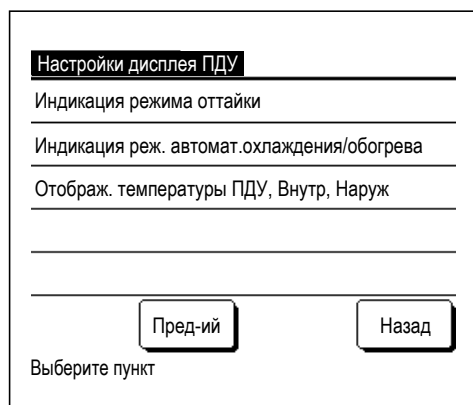 Настройки дисплея ПДУ
Индикация режима оттайки
Индикация реж. автомат.охлаждения/обогрева
Отображ. температуры ПДУ, Внутр, Наруж
Пред-ий Назад
Выберите пункт